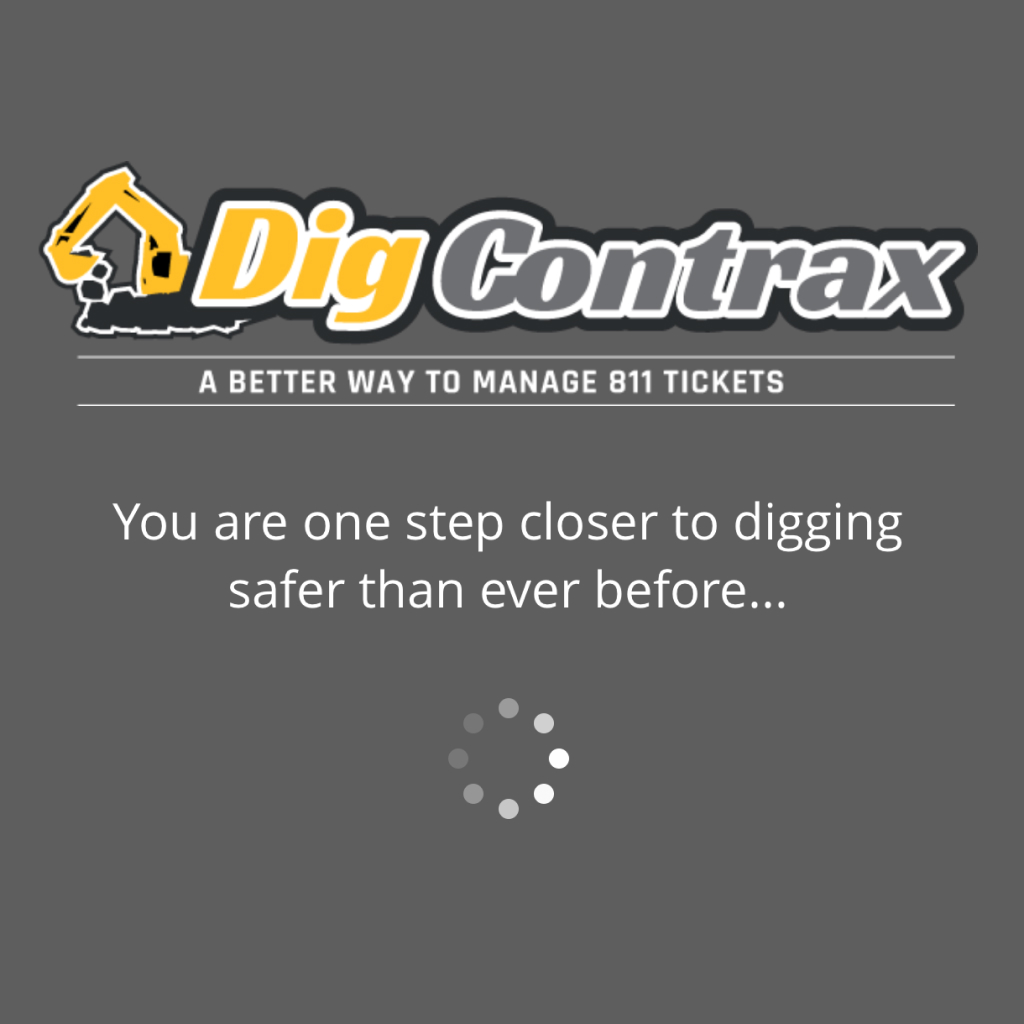 Dig Contrax
A BETTER WAY TO MANAGE 811 TICKETS
You are one step closer to digging
safer than ever before...